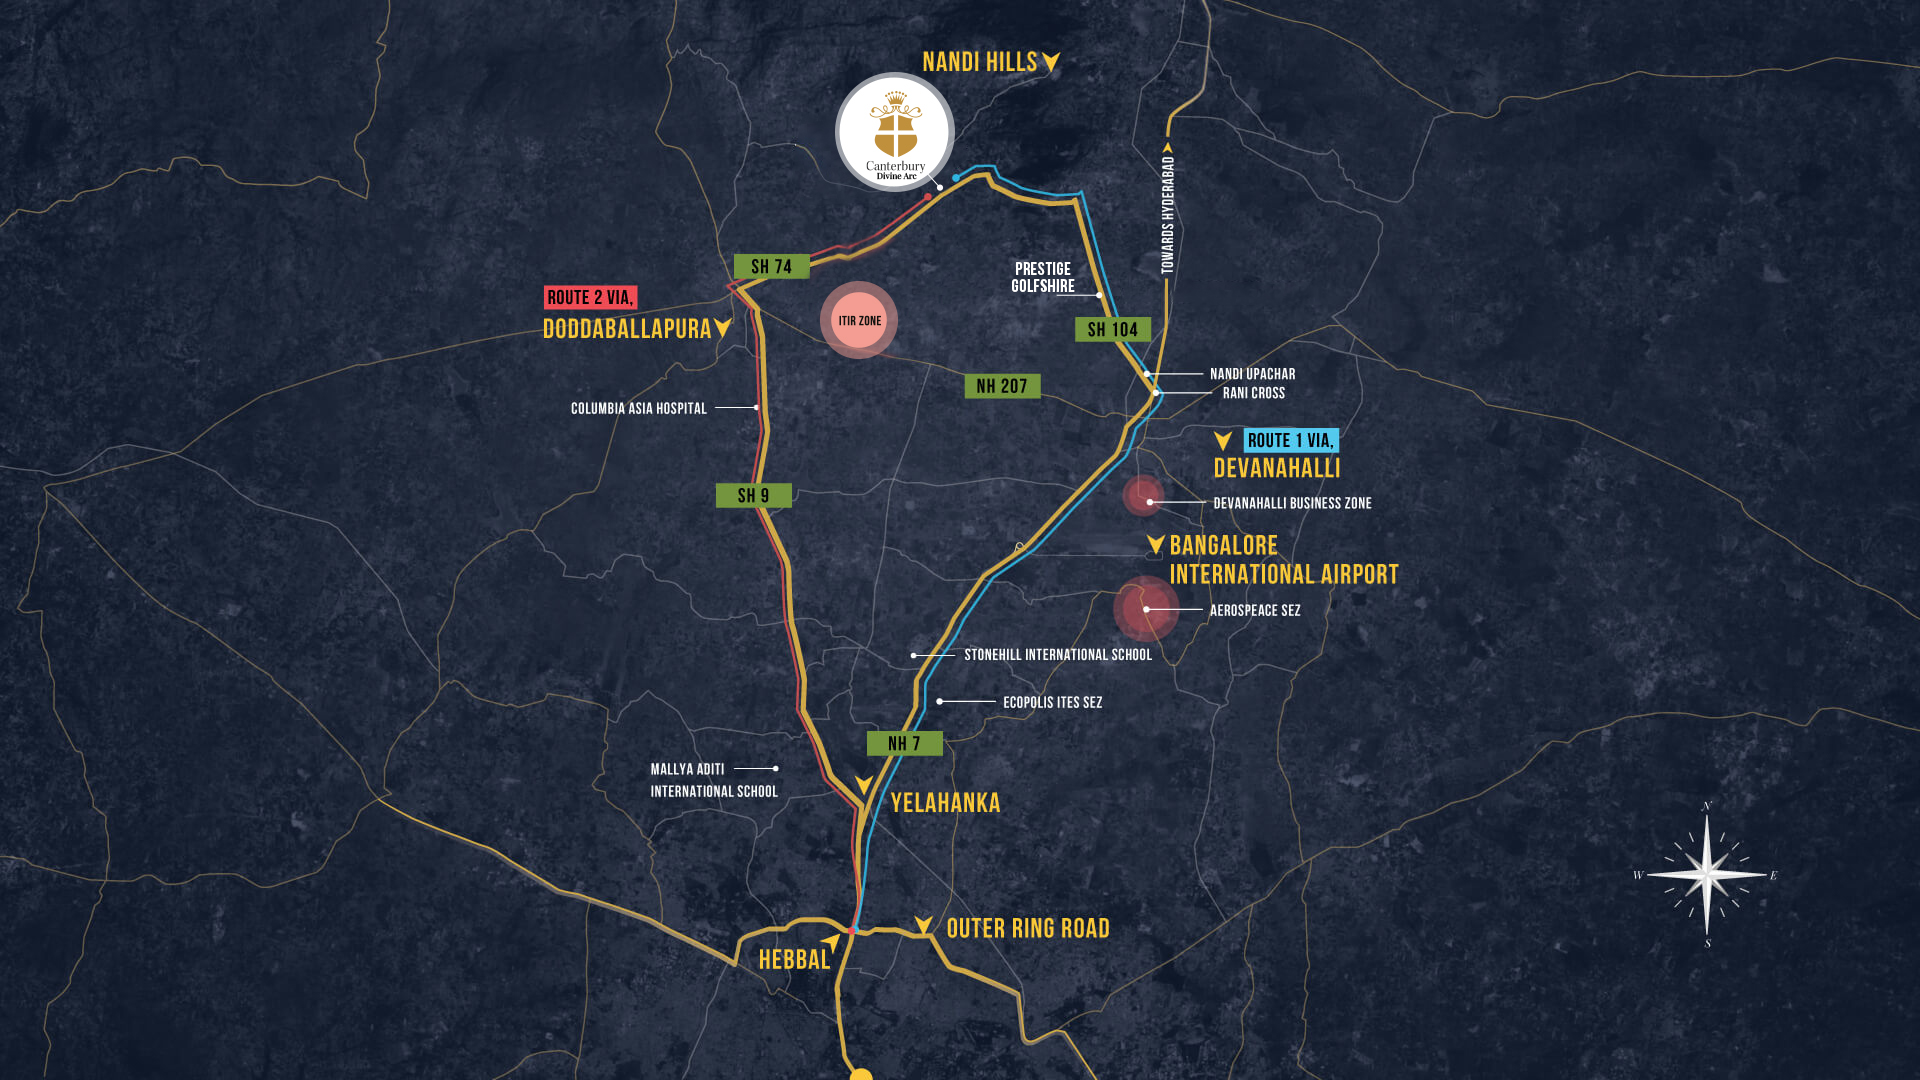 NANDI HILLS
Canterbury
Divine Arc
TOWARDS HYDERABAD
SH 74
PRESTIGE
GOLFSHIRE
ROUTE 2 VIA,
DODDABALLAPURA
ITIR ZONE
SH 104
NANDI UPACHAR
RANI CROSS
NH 207
COLUMBIA ASIA HOSPITAL
ROUTE 1 VIA,
DEVANAHALLI
SH 9
DEVANAHALLI BUSINESS ZONE
BANGALORE
INTERNATIONAL AIRPORT
AEROSPEACE SEZ
STONEHILL INTERNATIONAL SCHOOL
ECOPOLIS ITES SEZ
NH 7
MALLYA ADITI
INTERNATIONAL SCHOOL
YELAHANKA
N
W
E
S
OUTER RING ROAD
HEBBAL